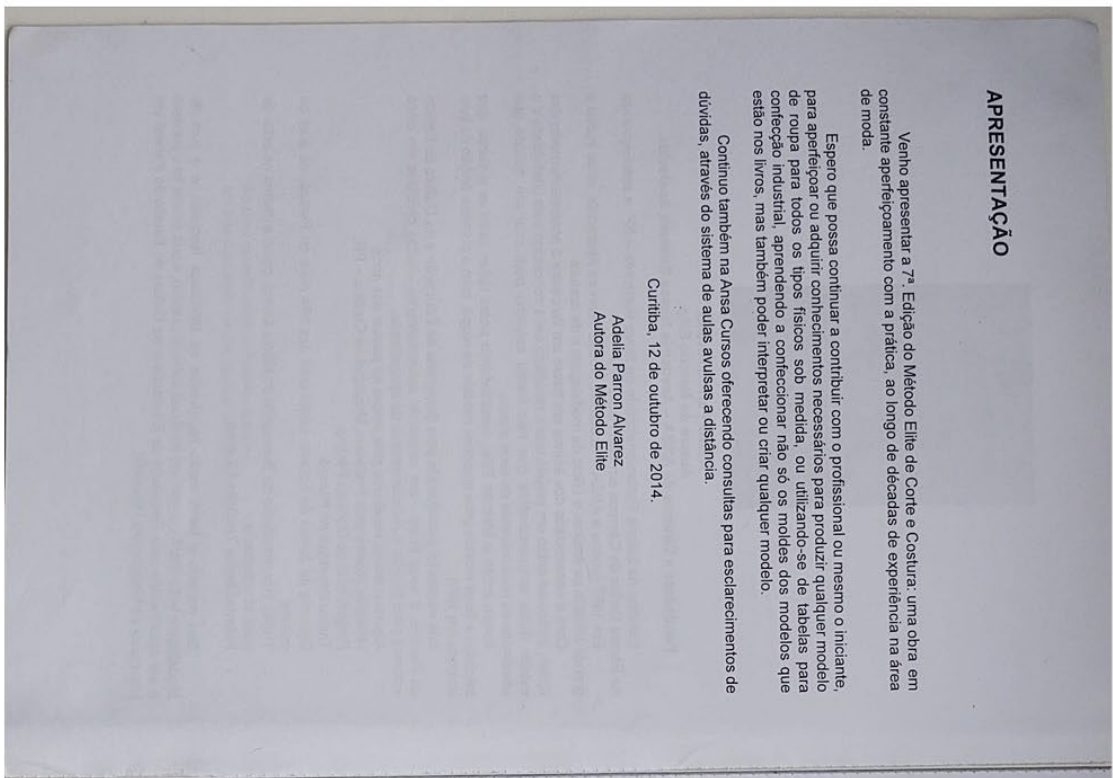 APRESENTAÇÃO
Venho apresentar a 7ª. Edição do Método Elite de Corte e Costura: uma obra em
constante aperfeiçoamento com a prática, ao longo de décadas de experiência na área
de moda.
Espero que possa continuar a contribuir com o profissional ou mesmo o iniciante,
para aperfeiçoar ou adquirir conhecimentos necessários para produzir qualquer modelo
de roupa para todos os tipos físicos sob medida, ou utilizando-se de tabelas para
confecção industrial, aprendendo a confeccionar não só os moldes dos modelos que
estão nos livros, mas também poder interpretar ou criar qualquer modelo.
Continuo também na Ansa Cursos oferecendo consultas para esclarecimentos de
dúvidas, através do sistema de aulas avulsas a distância.
Curitiba, 12 de outubro de 2014.
Adelia Parron Alvarez
Autora do Método Elite